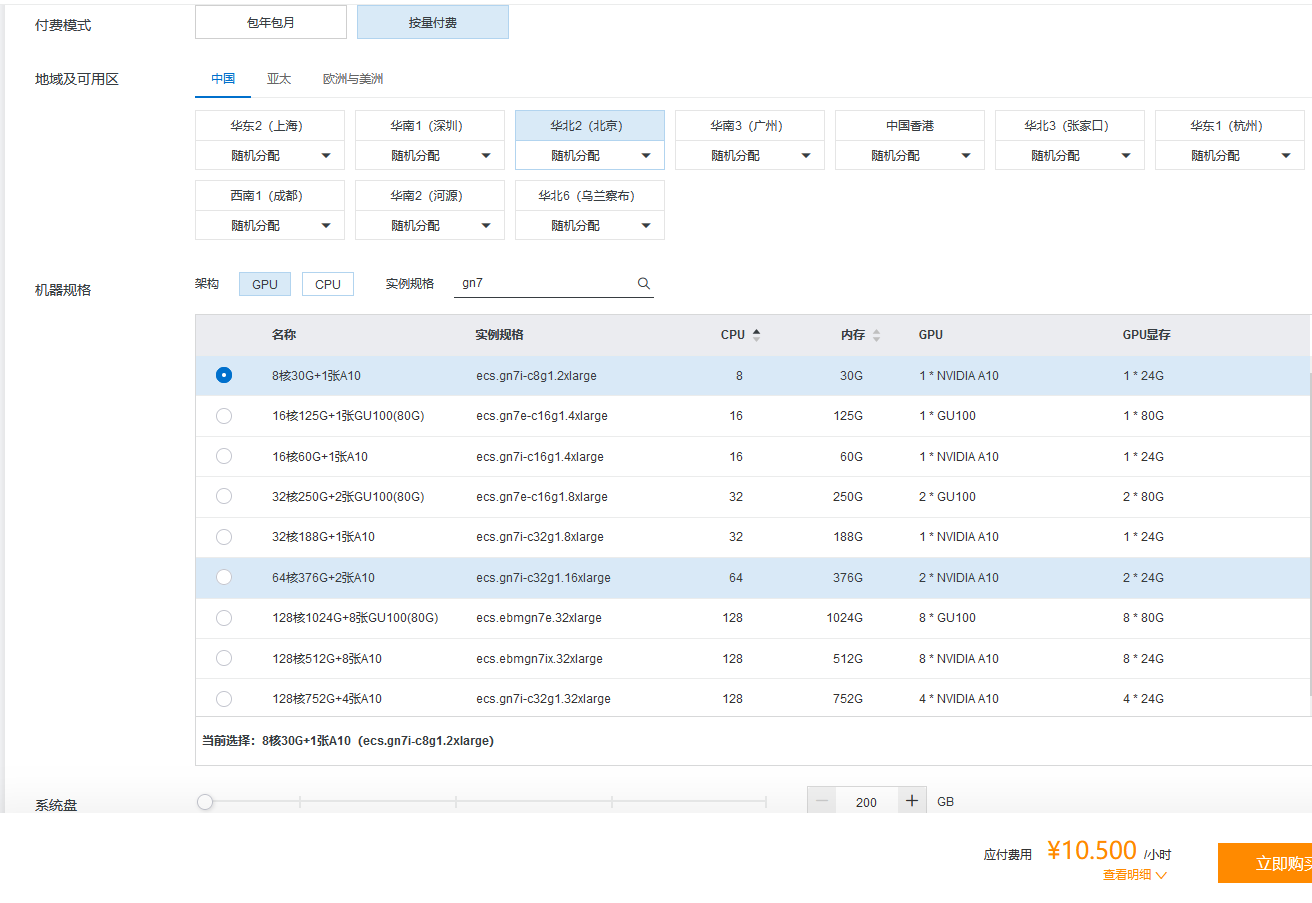 付费模式 包年包月 按量付费
地域及可用区 中国 亚太 欧洲与美洲
华东2（上海） 华南1（深圳） 华北2（北京） 华南3（广州） 中国香港 华北3（张家口） 华东1（杭州）
随机分配 随机分配 随机分配 随机分配 随机分配 随机分配 随机分配
西南1（成都） 华南2（河源） 华北6（乌兰察布）
随机分配 随机分配 随机分配
机器规格 架构 GPU CPU 实例规格 gn7
名称 实例规格 CPU 内存 GPU GPU显存
8核30G+1张A10 ecs.gn7i-c8g1.2xlarge 8 30G 1 * NVIDIA A10 1 * 24G
16核125G+1张GU100(80G) ecs.gn7e-c16g1.4xlarge 16 125G 1 * GU100 1 * 80G
16核60G+1张A10 ecs.gn7i-c16g1.4xlarge 16 60G 1 * NVIDIA A10 1 * 24G
32核250G+2张GU100(80G) ecs.gn7e-c16g1.8xlarge 32 250G 2 * GU100 2 * 80G
32核188G+1张A10 ecs.gn7i-c32g1.8xlarge 32 188G 1 * NVIDIA A10 1 * 24G
64核376G+2张A10 ecs.gn7i-c32g1.16xlarge 64 376G 2 * NVIDIA A10 2 * 24G
128核1024G+8张GU100(80G) ecs.ebmgn7e.32xlarge 128 1024G 8 * GU100 8 * 80G
128核512G+8张A10 ecs.ebmgn7ix.32xlarge 128 512G 8 * NVIDIA A10 8 * 24G
128核752G+4张A10 ecs.gn7i-c32g1.32xlarge 128 752G 4 * NVIDIA A10 4 * 24G
当前选择：8核30G+1张A10（ecs.gn7i-c8g1.2xlarge）
系统盘 200 GB
应付费用 ¥10.500 /小时 立即购买
查看明细